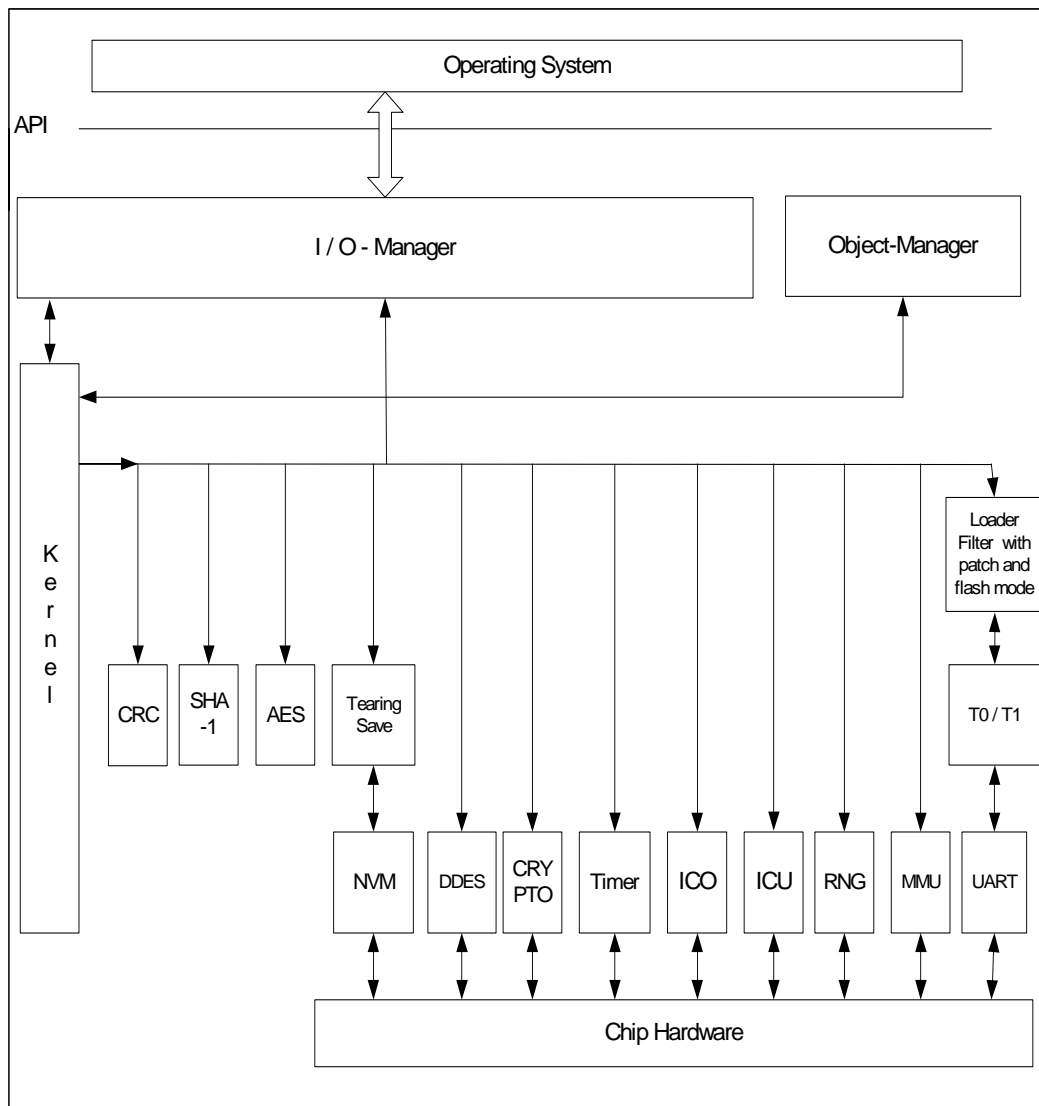 Operating System
API
I / O - Manager
Object-Manager
Kernel
Loader
Filter with
patch and
flash mode
CRC
SHA
-1
AES
Tearing
Save
T0 / T1
NVM
DDES
CRY
PTO
Timer
ICO
ICU
RNG
MMU
UART
Chip Hardware